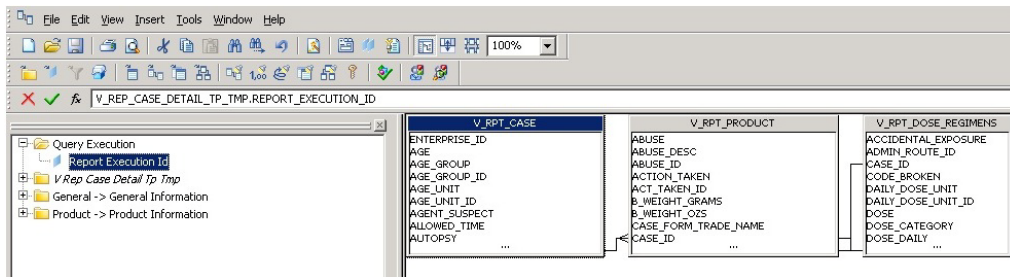 File Edit View Insert Tools Window Help
100%
V_REP_CASE_DETAIL_TP_TMP.REPORT_EXECUTION_ID
Query Execution
Report Execution Id
V Rep Case Detail Tp Tmp
General -> General Information
Product -> Product Information
V_RPT_CASE
ENTERPRISE_ID
AGE
AGE_GROUP
AGE_GROUP_ID
AGE_UNIT
AGE_UNIT_ID
AGENT_SUSPECT
ALLOWED_TIME
AUTOPSY
...
V_RPT_PRODUCT
ABUSE
ABUSE_DESC
ABUSE_ID
ACTION_TAKEN
ACT_TAKEN_ID
B_WEIGHT_GRAMS
B_WEIGHT_OZS
CASE_FORM_TRADE_NAME
CASE_ID
...
V_RPT_DOSE_REGIMENS
ACCIDENTAL_EXPOSURE
ADMIN_ROUTE_ID
CASE_ID
CODE_BROKEN
DAILY_DOSE_UNIT
DAILY_DOSE_UNIT_ID
DOSE
DOSE_CATEGORY
DOSE_DAILY
...